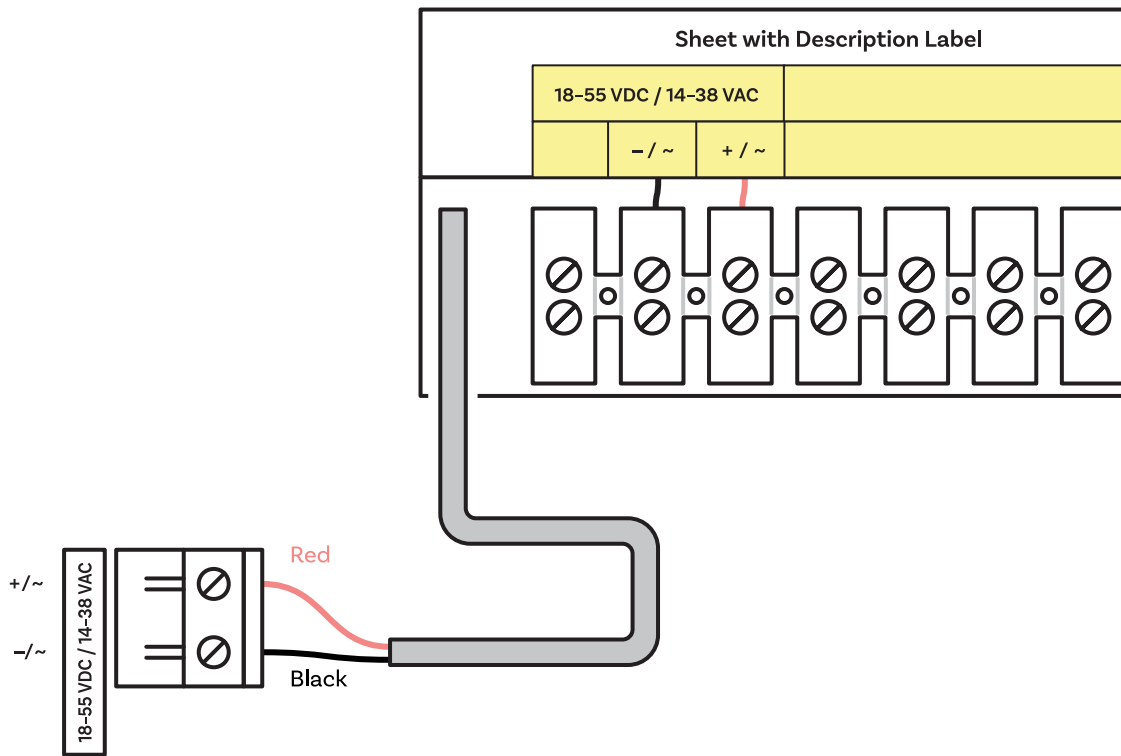 Sheet with Description Label
18–55 VDC / 14–38 VAC
– / ~
+ / ~
Red
+/~
18–55 VDC / 14–38 VAC
–/~
Black